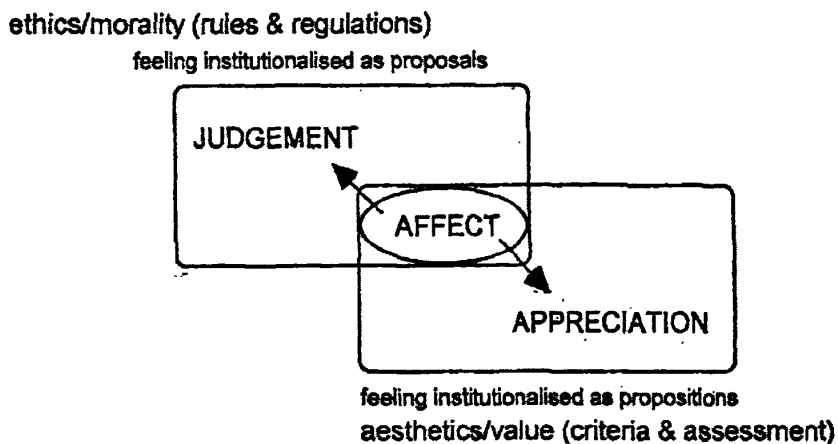 ethics/morality (rules & regulations)
feeling institutionalised as proposals
JUDGEMENT
AFFECT
APPRECIATION
feeling institutionalised as propositions
aesthetics/value (criteria & assessment)